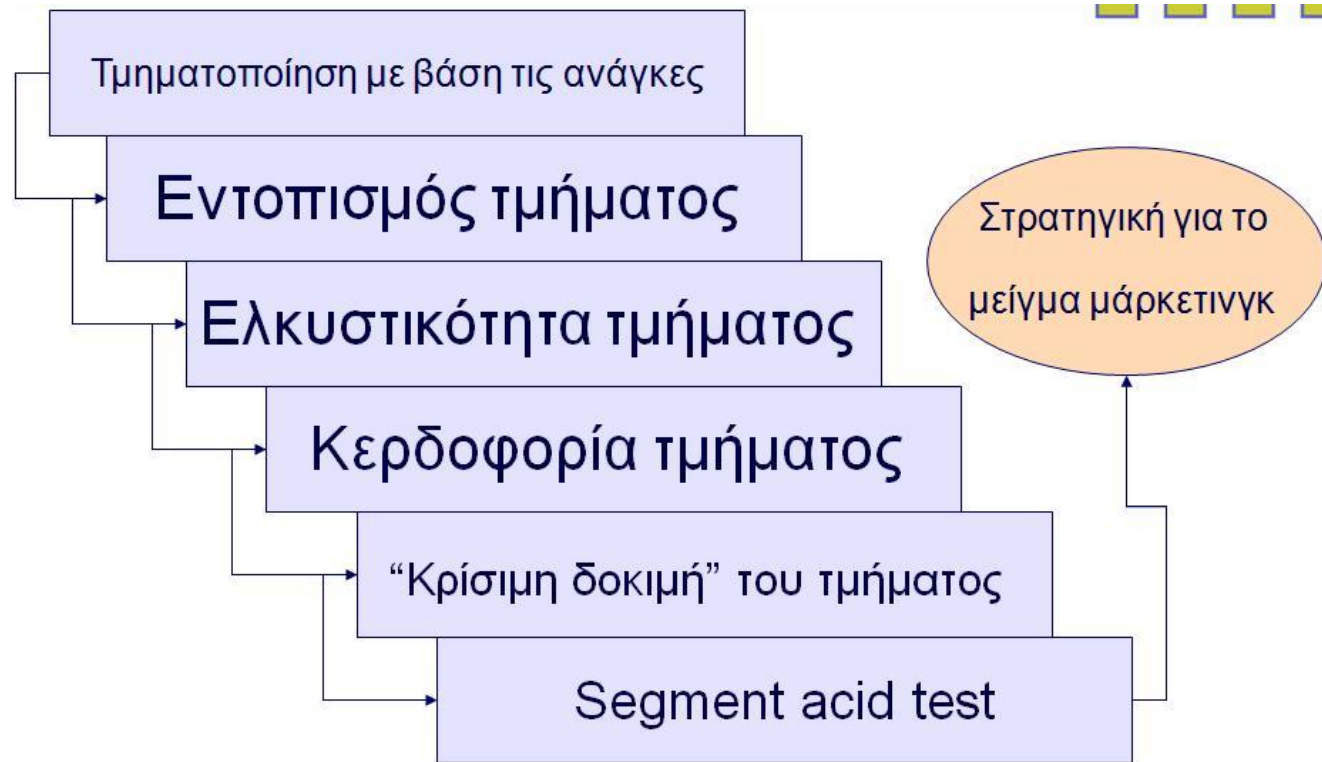 Τμηματοποίηση με βάση τις ανάγκες
Εντοπισμός τμήματος
Ελκυστικότητα τμήματος
Κερδοφορία τμήματος
“Κρίσιμη δοκιμή” του τμήματος
Segment acid test
Στρατηγική για το
μείγμα μάρκετινγκ